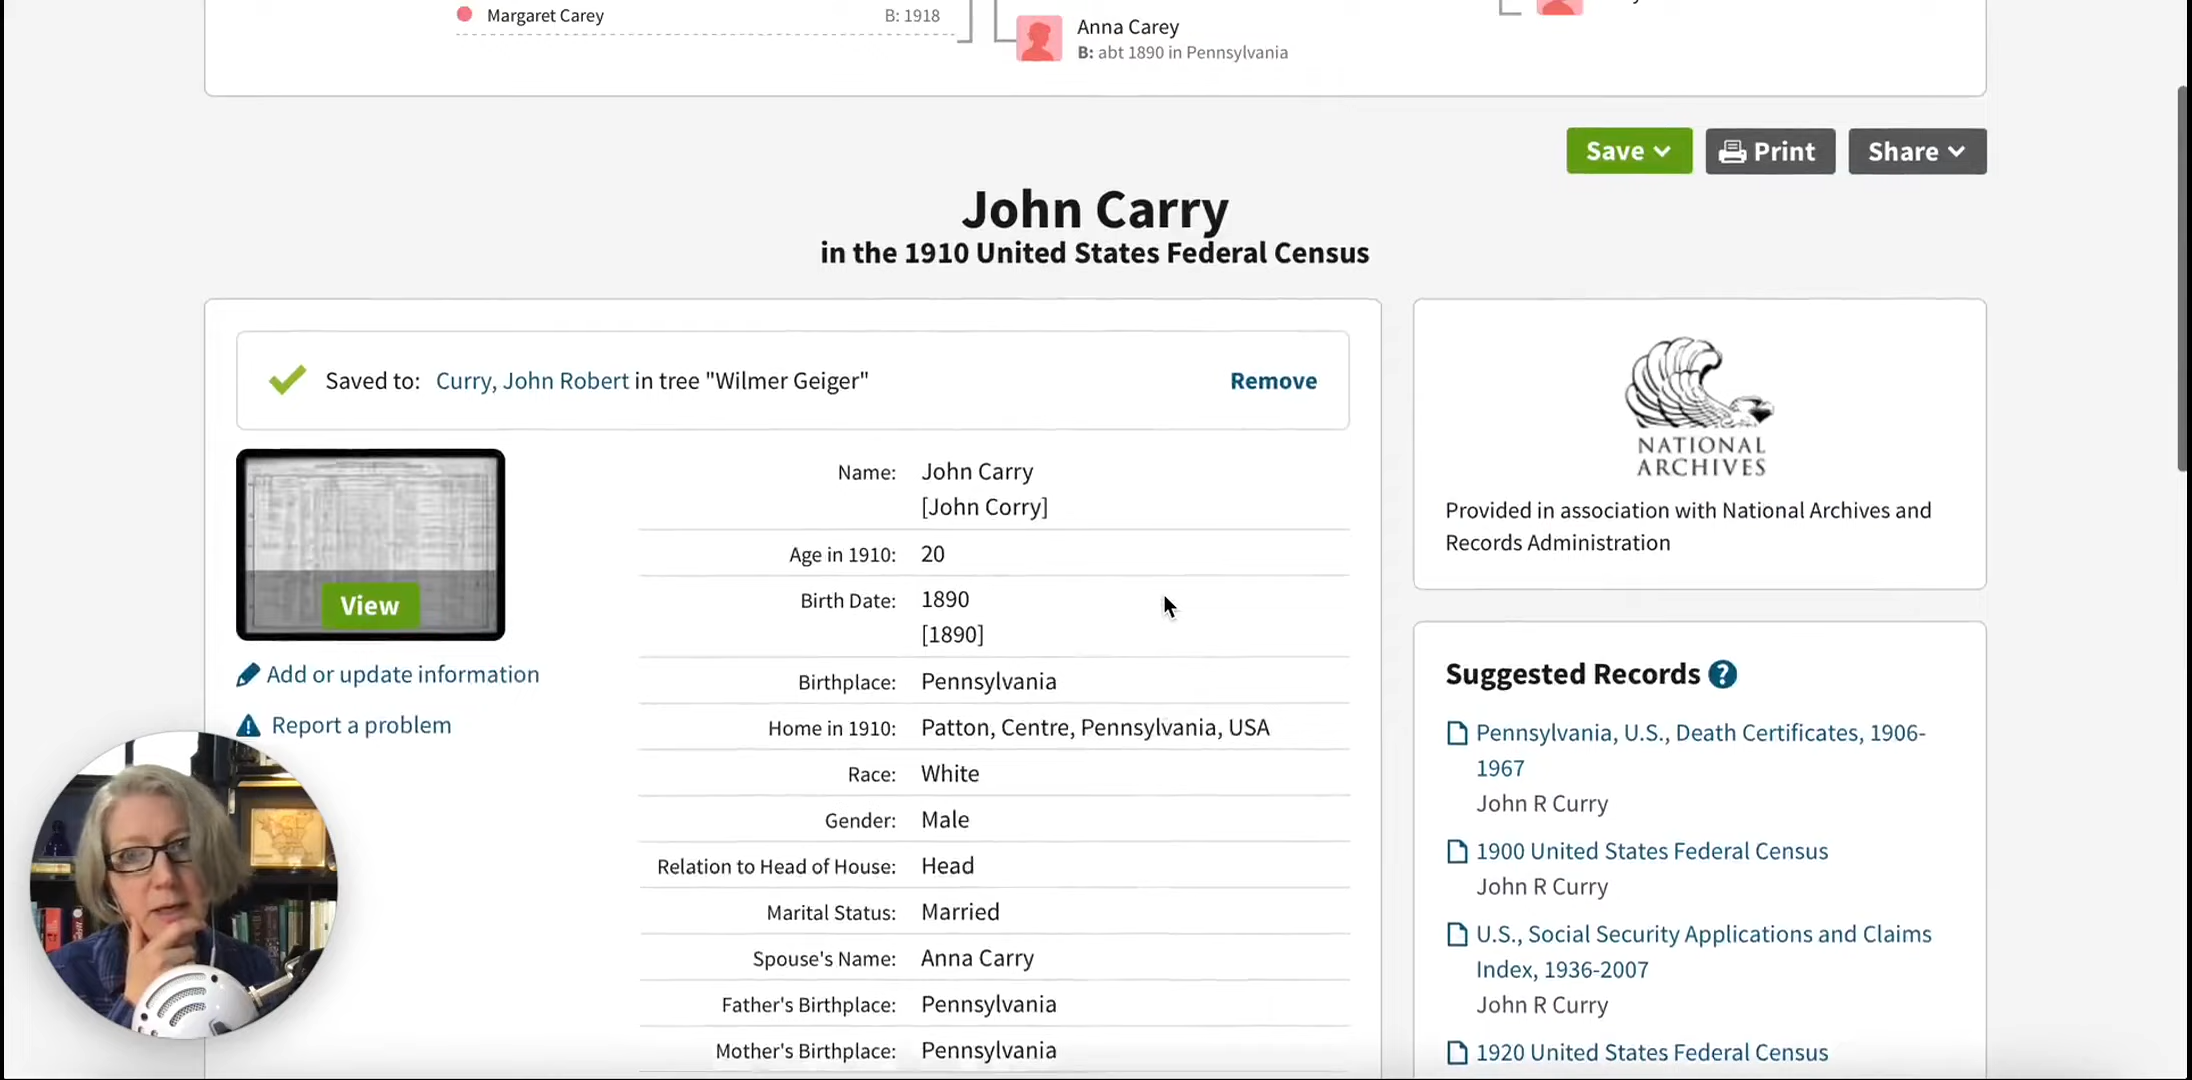 Margaret Carey B: 1918
Anna Carey
B: abt 1890 in Pennsylvania
Save Print Share
John Carry
in the 1910 United States Federal Census
Saved to: Curry, John Robert in tree "Wilmer Geiger" Remove
View
Add or update information
Report a problem
Name: John Carry
[John Corry]
Age in 1910: 20
Birth Date: 1890
[1890]
Birthplace: Pennsylvania
Home in 1910: Patton, Centre, Pennsylvania, USA
Race: White
Gender: Male
Relation to Head of House: Head
Marital Status: Married
Spouse's Name: Anna Carry
Father's Birthplace: Pennsylvania
Mother's Birthplace: Pennsylvania
NATIONAL
ARCHIVES
Provided in association with National Archives and
Records Administration
Suggested Records ?
Pennsylvania, U.S., Death Certificates, 1906-
1967
John R Curry
1900 United States Federal Census
John R Curry
U.S., Social Security Applications and Claims
Index, 1936-2007
John R Curry
1920 United States Federal Census